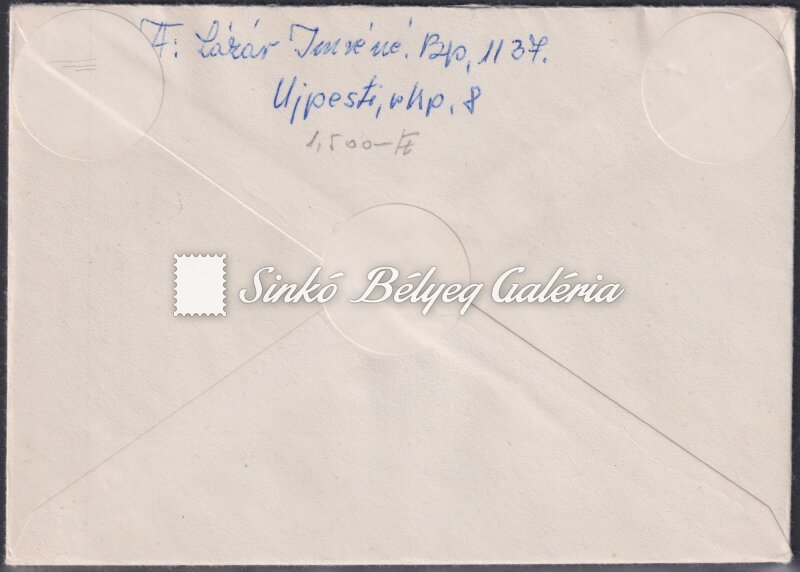 F: Lázár Imréné. Bp, 1137.
Ujpesti, rkp. 8
1,500.-Ft
Sinkó Bélyeg Galéria